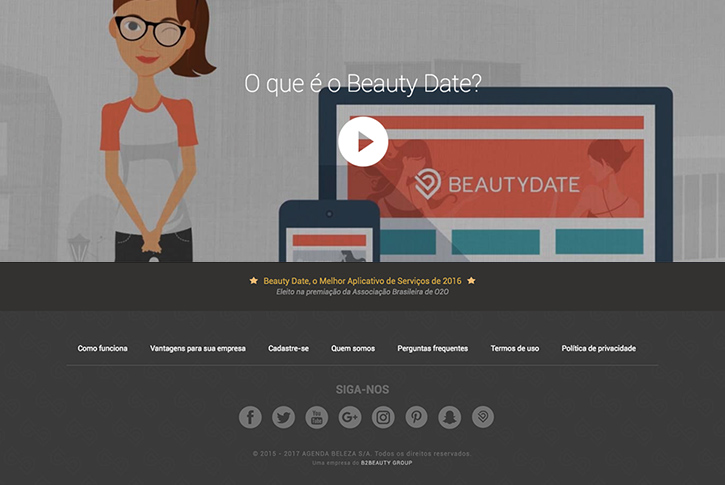 O que é o Beauty Date?
BEAUTYDATE
Beauty Date, o Melhor Aplicativo de Serviços de 2016
Eleito na premiação da Associação Brasileira de O2O
Como funciona Vantagens para sua empresa Cadastre-se Quem somos Perguntas frequentes Termos de uso Política de privacidade
SIGA-NOS
You Tube G+
© 2015 - 2017 AGENDA BELEZA S/A. Todos os direitos reservados.
Uma empresa do B2BEAUTY GROUP